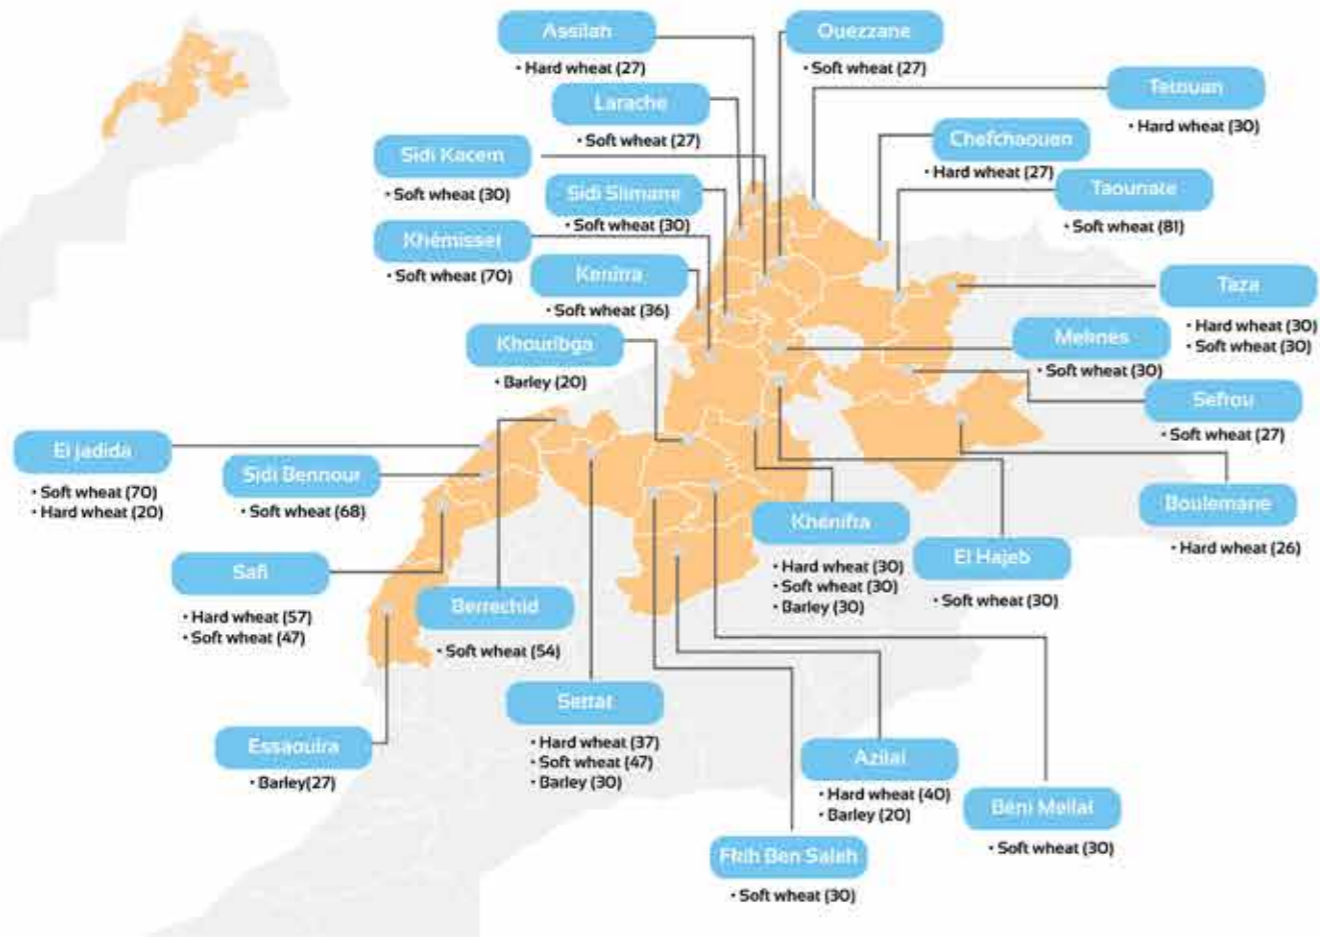 Assilah
• Hard wheat (27)
Ouezzane
• Soft wheat (27)
Larache
• Soft wheat (27)
Tetouan
• Hard wheat (30)
Chefchaouen
• Hard wheat (27)
Sidi Kacem
• Soft wheat (30)
Sidi Slimane
• Soft wheat (30)
Taounate
• Soft wheat (81)
Khémisset
• Soft wheat (70)
Kenitra
• Soft wheat (36)
Taza
• Hard wheat (30)
• Soft wheat (30)
Khouribga
• Barley (20)
Meknes
• Soft wheat (30)
Sefrou
• Soft wheat (27)
El jadida
• Soft wheat (70)
• Hard wheat (20)
Sidi Bennour
• Soft wheat (68)
Boulemane
• Hard wheat (26)
Khenifra
• Hard wheat (30)
• Soft wheat (30)
• Barley (30)
El Hajeb
• Soft wheat (30)
Safi
• Hard wheat (57)
• Soft wheat (47)
Berrechid
• Soft wheat (54)
Settat
• Hard wheat (37)
• Soft wheat (47)
• Barley (30)
Essaouira
• Barley(27)
Azilal
• Hard wheat (40)
• Barley (20)
Béni Mellal
• Soft wheat (30)
Fkih Ben Saleh
• Soft wheat (30)